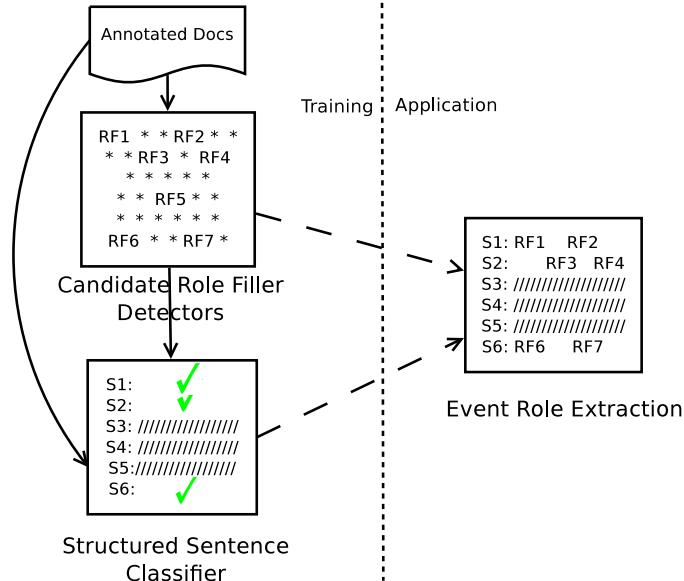 Annotated Docs
Training
Application
RF1 * * RF2 * *
* * RF3 * RF4
* * * * *
* * RF5 * *
* * * * * *
RF6 * * RF7 *
Candidate Role Filler
Detectors
S1: RF1 RF2
S2: RF3 RF4
S3: ////////////////////
S4: ////////////////////
S5: ////////////////////
S6: RF6 RF7
Event Role Extraction
S1: ✓
S2: ✓
S3: //////////////////
S4: //////////////////
S5: //////////////////
S6: ✓
Structured Sentence
Classifier